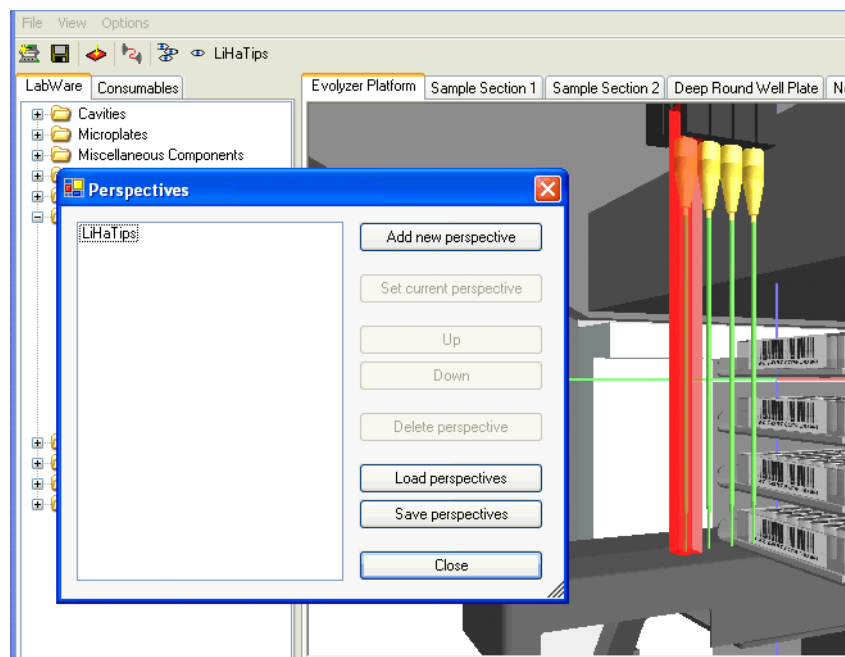 File View Options
LiHaTips
LabWare Consumables
Evolyzer Platform Sample Section 1 Sample Section 2 Deep Round Well Plate
Cavities
Microplates
Miscellaneous Components
Perspectives
LiHaTips
Add new perspective
Set current perspective
Up
Down
Delete perspective
Load perspectives
Save perspectives
Close